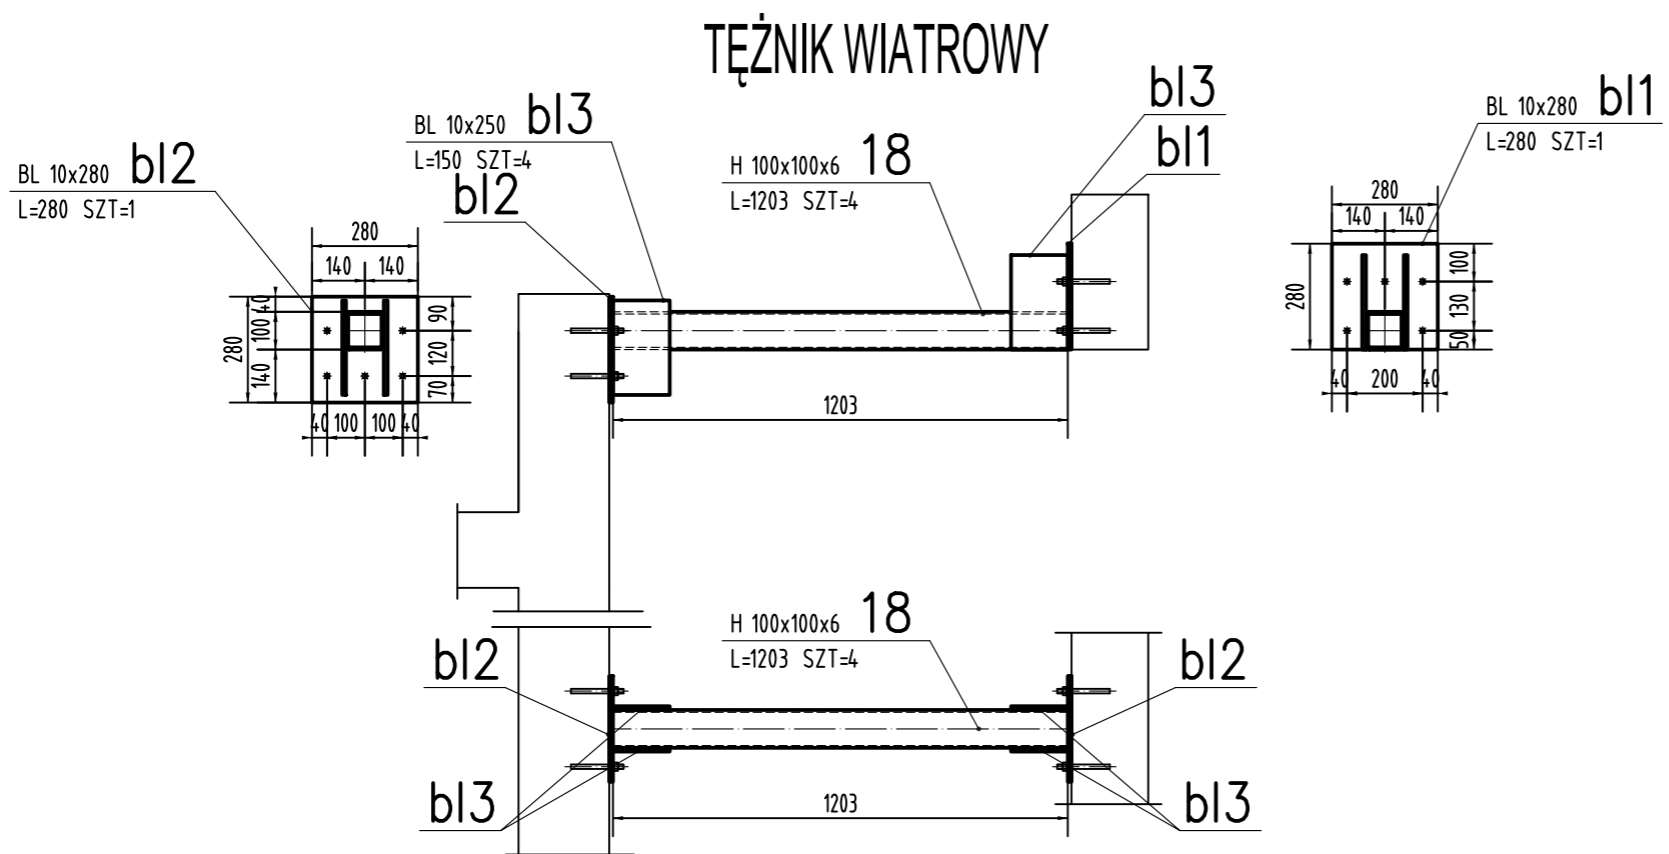 TĘŻNIK WIATROWY
BL 10x280 bl2
L=280 SZT=1
BL 10x250 bl3
L=150 SZT=4
bl2
H 100x100x6 18
L=1203 SZT=4
bl3
bl1
BL 10x280 bl1
L=280 SZT=1
280
140 140
40
100
140
280
90
120
70
40 100 100 40
1203
280
140 140
280
100
130
50
40 200 40
H 100x100x6 18
L=1203 SZT=4
bl2
bl2
bl3
1203
bl3